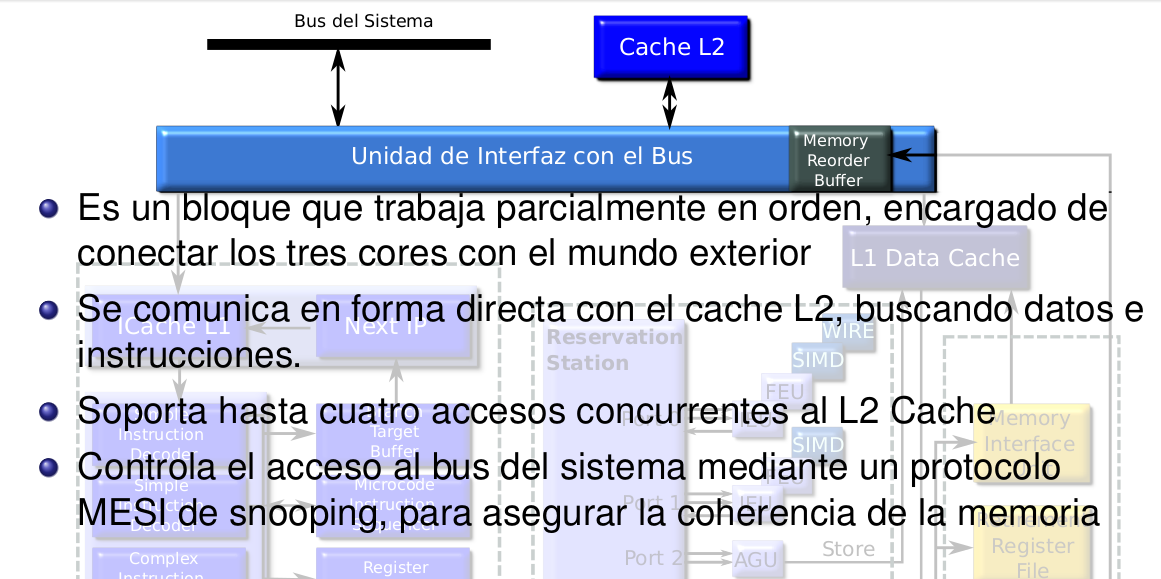 Bus del Sistema
Cache L2
Unidad de Interfaz con el Bus
Memory
Reorder
Buffer
Es un bloque que trabaja parcialmente en orden, encargado de
conectar los tres cores con el mundo exterior
L1 Data Cache
Se comunica en forma directa con el cache L2, buscando datos e
instrucciones.
ICache L1
Next IP
Reservation
Station
WIRE
SIMD
FEU
Soporta hasta cuatro accesos concurrentes al L2 Cache
Instruction
Decoder
Target
Buffer
SIMD
Memory
Interface
Controla el acceso al bus del sistema mediante un protocolo
MESI de snooping, para asegurar la coherencia de la memoria
Simple
Instruction
Decoder
Microcode
Instruction
Sequencer
Port 1
IEU
FEU
Complex
Instruction
Register
Port 2
AGU
Store
Register
File